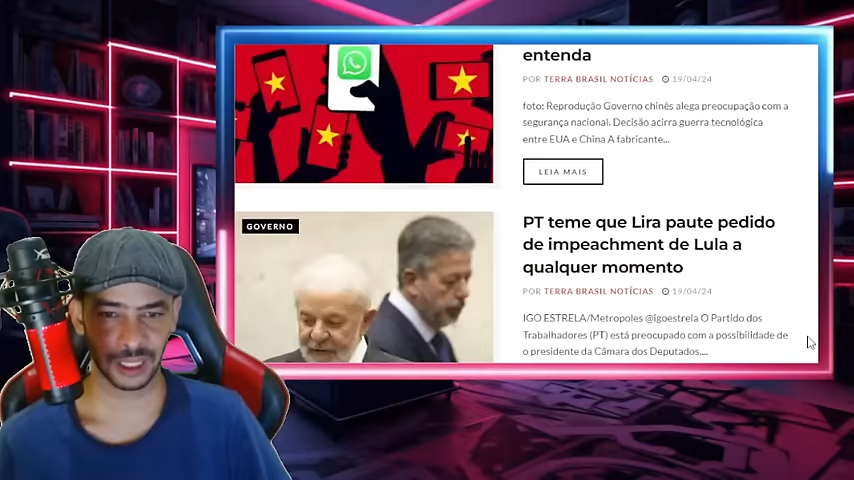 entenda
POR TERRA BRASIL NOTÍCIAS 19/04/24
foto: Reprodução Governo chinês alega preocupação com a
segurança nacional. Decisão acirra guerra tecnológica
entre EUA e China A fabricante...
LEIA MAIS
GOVERNO
PT teme que Lira paute pedido
de impeachment de Lula a
qualquer momento
POR TERRA BRASIL NOTÍCIAS 19/04/24
IGO ESTRELA/Metropoles @igoestrela O Partido dos
Trabalhadores (PT) está preocupado com a possibilidade de
o presidente da Câmara dos Deputados,...